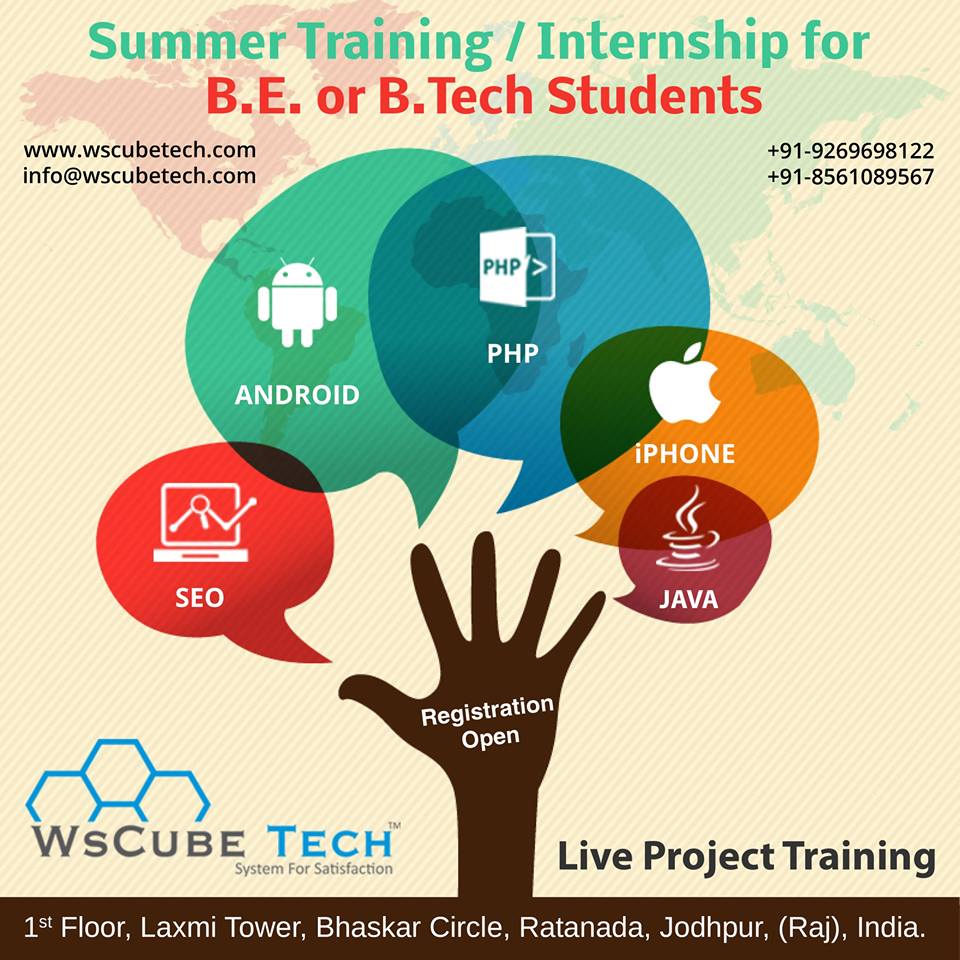 Summer Training / Internship for
B.E. or B.Tech Students
www.wscubetech.com
info@wscubetech.com
+91-9269698122
+91-8561089567
PHP </>
PHP
ANDROID
iPHONE
SEO
JAVA
Registration
Open
WSCUBE TECH™
System For Satisfaction
Live Project Training
1st Floor, Laxmi Tower, Bhaskar Circle, Ratanada, Jodhpur, (Raj), India.